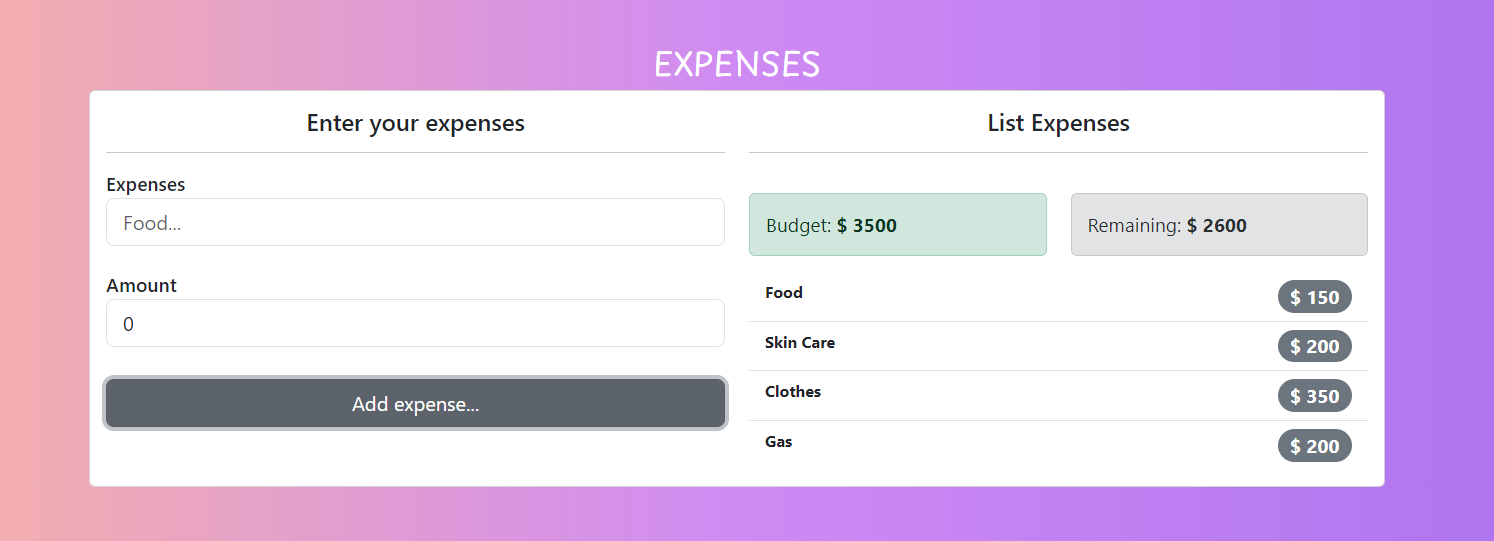 EXPENSES
Enter your expenses
Expenses
Food...
Amount
0
Add expense...
List Expenses
Budget: $ 3500
Remaining: $ 2600
Food $ 150
Skin Care $ 200
Clothes $ 350
Gas $ 200